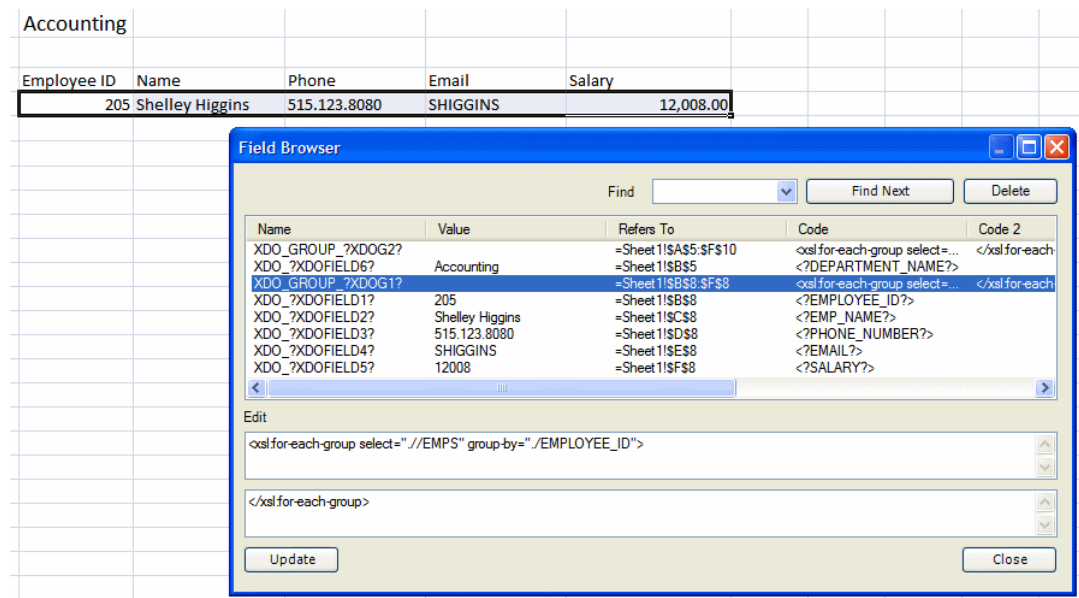 Accounting
Employee ID Name Phone Email Salary
205 Shelley Higgins 515.123.8080 SHIGGINS 12,008.00
Field Browser
Find Find Next Delete
Name Value Refers To Code Code 2
XDO_GROUP_?XDOG2? =Sheet1!$A$5:$F$10 <xsl:for-each-group select=... </xsl:for-each-
XDO_?XDOFIELD6? Accounting =Sheet1!$B$5 <?DEPARTMENT_NAME?>
XDO_GROUP_?XDOG1? =Sheet1!$B$8:$F$8 <xsl:for-each-group select=... </xsl:for-each-
XDO_?XDOFIELD1? 205 =Sheet1!$B$8 <?EMPLOYEE_ID?>
XDO_?XDOFIELD2? Shelley Higgins =Sheet1!$C$8 <?EMP_NAME?>
XDO_?XDOFIELD3? 515.123.8080 =Sheet1!$D$8 <?PHONE_NUMBER?>
XDO_?XDOFIELD4? SHIGGINS =Sheet1!$E$8 <?EMAIL?>
XDO_?XDOFIELD5? 12008 =Sheet1!$F$8 <?SALARY?>
Edit
<xsl:for-each-group select=".//EMPS" group-by="./EMPLOYEE_ID">
</xsl:for-each-group>
Update Close